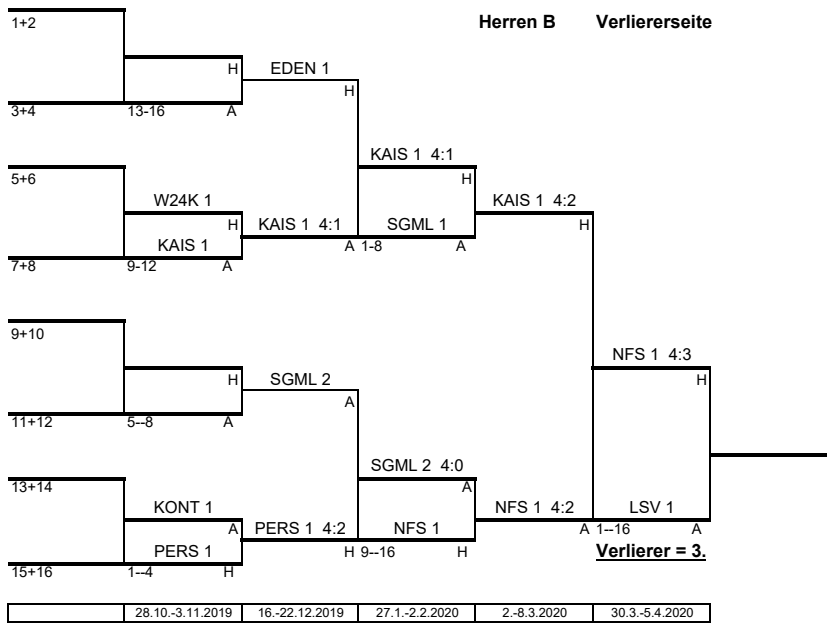 Herren B Verliererseite
1+2
H EDEN 1
H
3+4 13-16 A
KAIS 1 4:1
5+6 H
W24K 1 KAIS 1 4:2
H KAIS 1 4:1 SGML 1 H
KAIS 1 A 1-8 A
7+8 9-12 A
9+10
NFS 1 4:3
H SGML 2 H
A
11+12 5--8 A
SGML 2 4:0
13+14 A
KONT 1 NFS 1 4:2 LSV 1
A PERS 1 4:2 NFS 1 A 1--16 A
PERS 1 H 9--16 H Verlierer = 3.
15+16 1--4 H
28.10.-3.11.2019 16.-22.12.2019 27.1.-2.2.2020 2.-8.3.2020 30.3.-5.4.2020